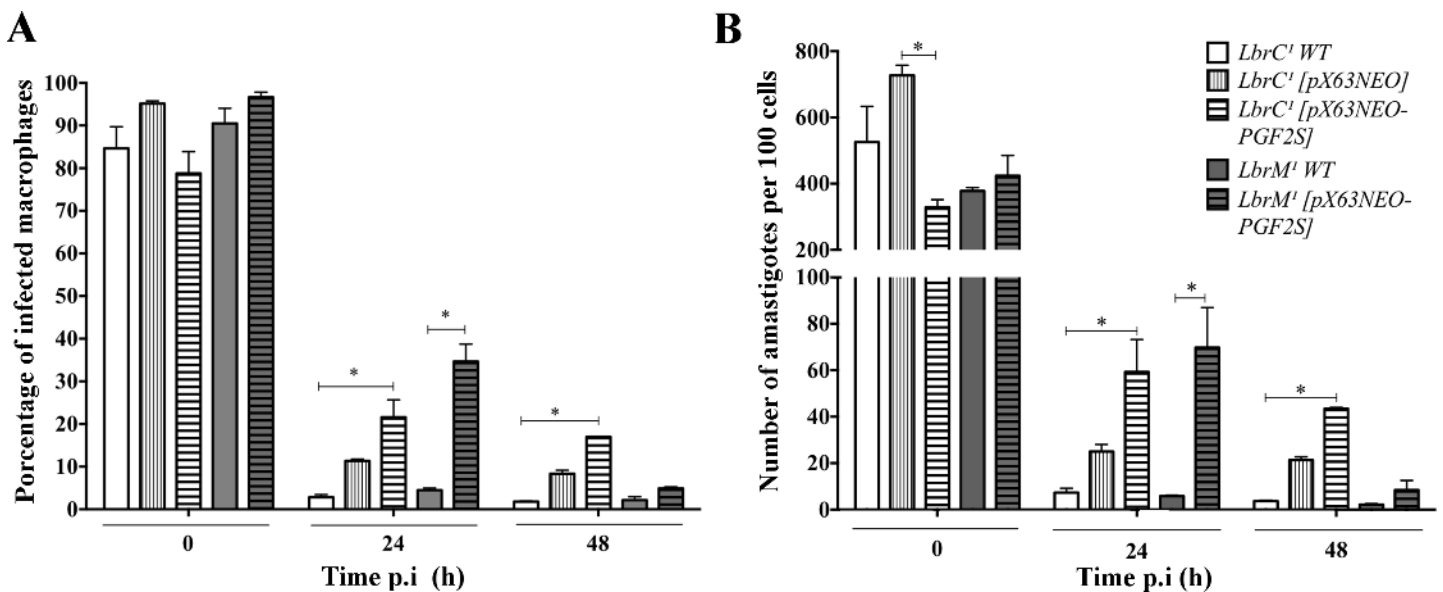 A
Porcentage of infected macrophages
100
90
80
70
60
50
40
30
20
10
0
*
*
*
0
24
48
Time p.i (h)
B
Number of amastigotes per 100 cells
800
600
400
200
100
80
60
40
20
0
*
*
*
*
0
24
48
Time p.i (h)
LbrC¹ WT
LbrC¹ [pX63NEO]
LbrC¹ [pX63NEO-
PGF2S]
LbrM¹ WT
LbrM¹ [pX63NEO-
PGF2S]